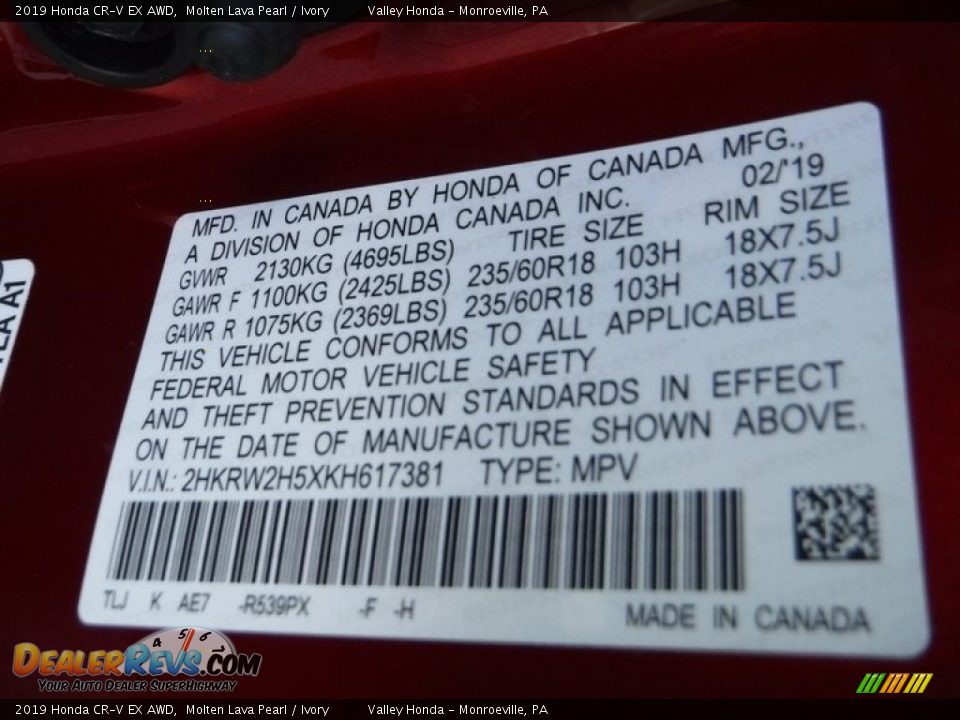 2019 Honda CR-V EX AWD, Molten Lava Pearl / Ivory Valley Honda - Monroeville, PA
MFD. IN CANADA BY HONDA OF CANADA MFG.,
A DIVISION OF HONDA CANADA INC. 02/'19
GVWR 2130KG (4695LBS) TIRE SIZE RIM SIZE
GAWR F 1100KG (2425LBS) 235/60R18 103H 18X7.5J
GAWR R 1075KG (2369LBS) 235/60R18 103H 18X7.5J
THIS VEHICLE CONFORMS TO ALL APPLICABLE
FEDERAL MOTOR VEHICLE SAFETY
AND THEFT PREVENTION STANDARDS IN EFFECT
ON THE DATE OF MANUFACTURE SHOWN ABOVE.
V.I.N.: 2HKRW2H5XKH617381 TYPE: MPV
TLJ K AE7 -R539PX -F -H
MADE IN CANADA
A1
4 5 6
DEALERREVS.COM
YOUR AUTO DEALER SUPERHIGHWAY
2019 Honda CR-V EX AWD, Molten Lava Pearl / Ivory Valley Honda - Monroeville, PA